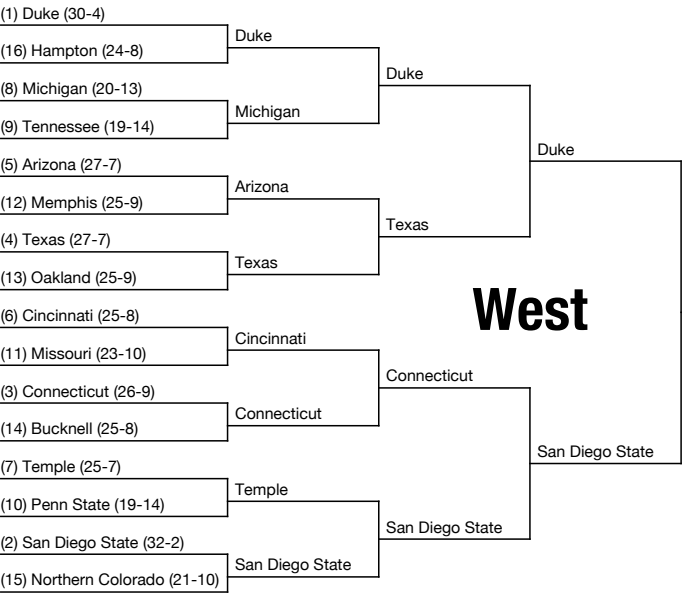 (1) Duke (30-4)
(16) Hampton (24-8)
(8) Michigan (20-13)
(9) Tennessee (19-14)
(5) Arizona (27-7)
(12) Memphis (25-9)
(4) Texas (27-7)
(13) Oakland (25-9)
(6) Cincinnati (25-8)
(11) Missouri (23-10)
(3) Connecticut (26-9)
(14) Bucknell (25-8)
(7) Temple (25-7)
(10) Penn State (19-14)
(2) San Diego State (32-2)
(15) Northern Colorado (21-10)
Duke
Michigan
Arizona
Texas
Cincinnati
Connecticut
Temple
San Diego State
Duke
Texas
Connecticut
San Diego State
Duke
San Diego State
West